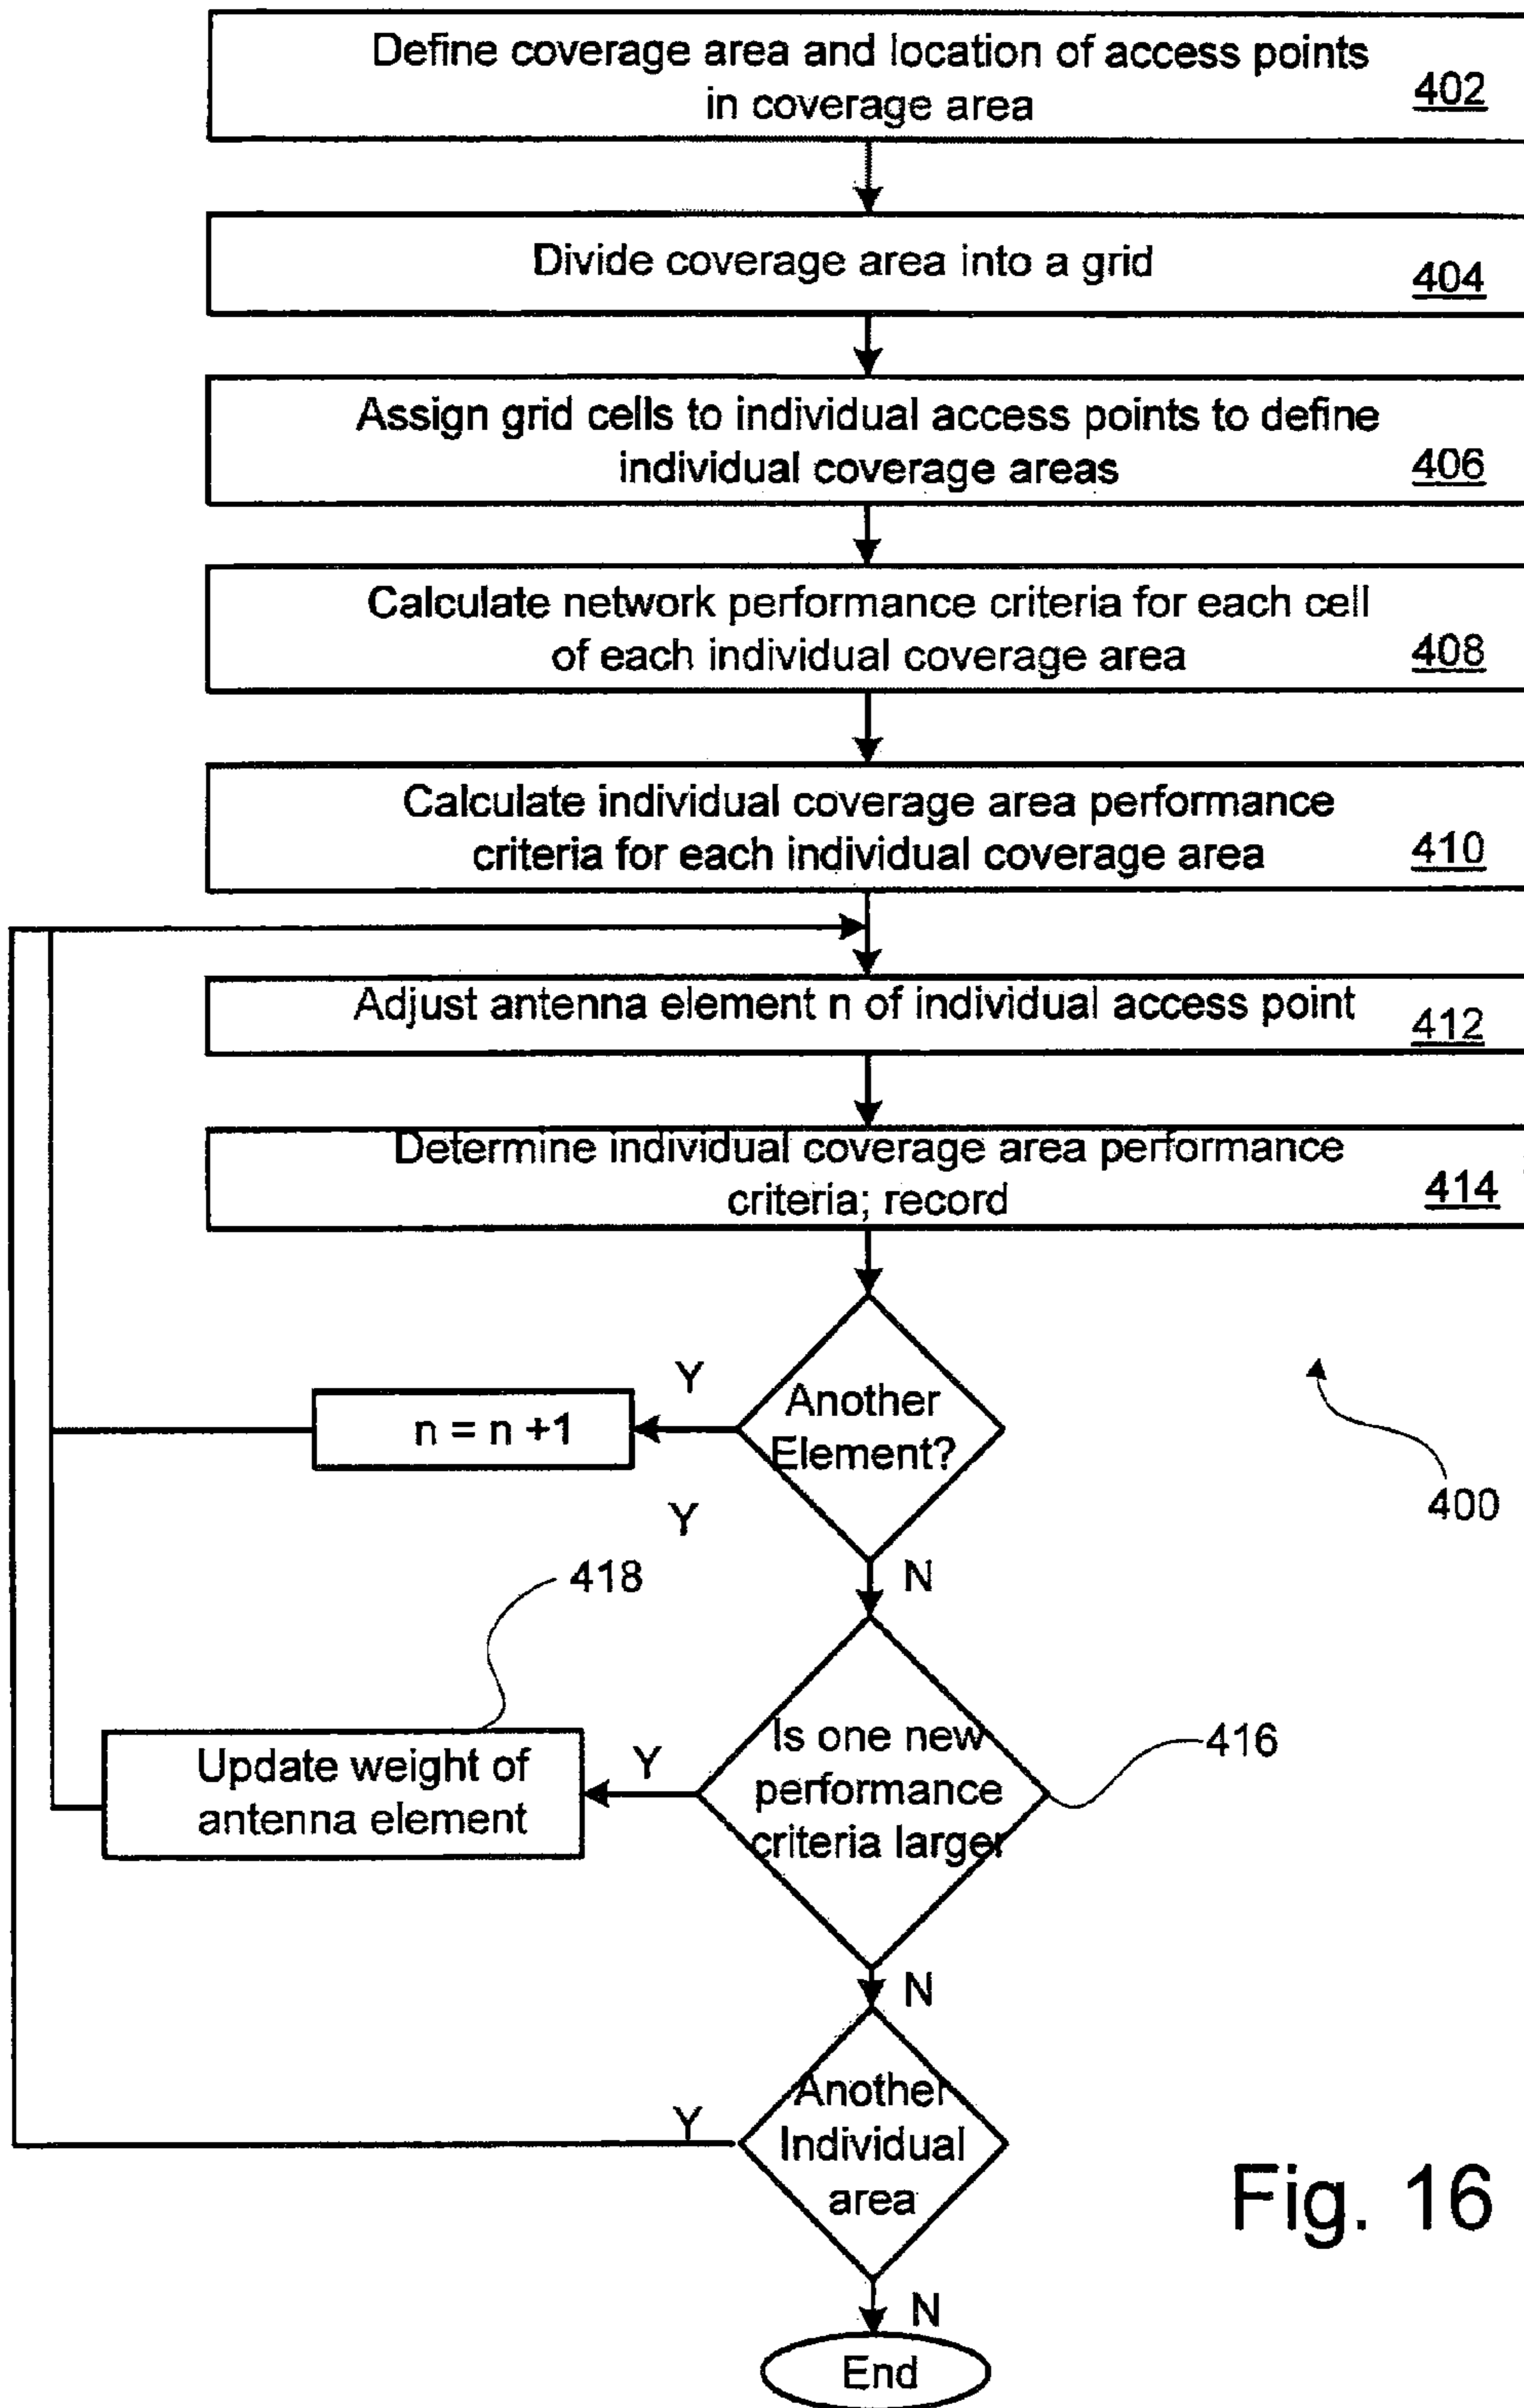 Define coverage area and location of access points
in coverage area
402
Divide coverage area into a grid
404
Assign grid cells to individual access points to define
individual coverage areas
406
Calculate network performance criteria for each cell
of each individual coverage area
408
Calculate individual coverage area performance
criteria for each individual coverage area
410
Adjust antenna element n of individual access point
412
Determine individual coverage area performance
criteria; record
414
Another
Element?
Y
n = n +1
Y
400
N
418
Is one new
performance
criteria larger
416
Y
Update weight of
antenna element
N
Another
Individual
area
Y
N
End
Fig. 16